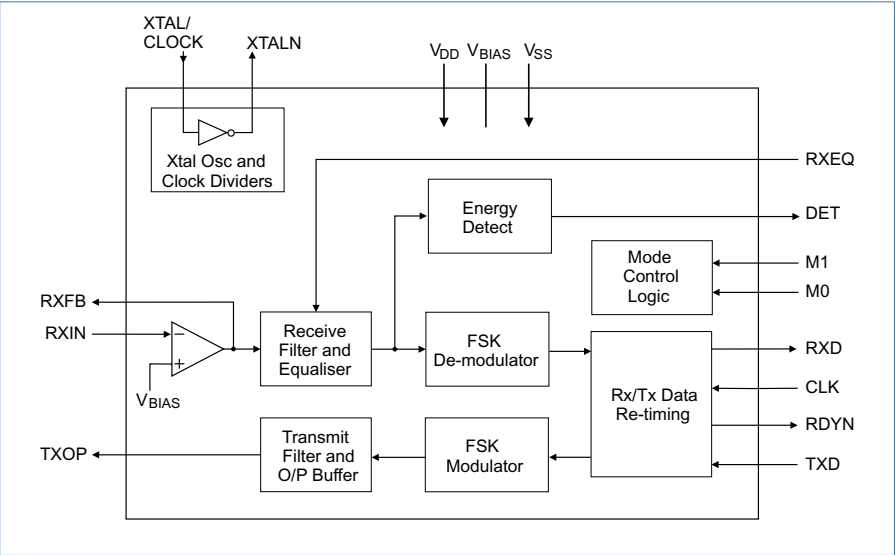 XTAL/
CLOCK
XTALN
VDD
VBIAS
VSS
Xtal Osc and
Clock Dividers
RXEQ
Energy
Detect
DET
Mode
Control
Logic
M1
M0
RXFB
RXIN
−
+
VBIAS
Receive
Filter and
Equaliser
FSK
De-modulator
Rx/Tx Data
Re-timing
RXD
CLK
RDYN
TXD
TXOP
Transmit
Filter and
O/P Buffer
FSK
Modulator